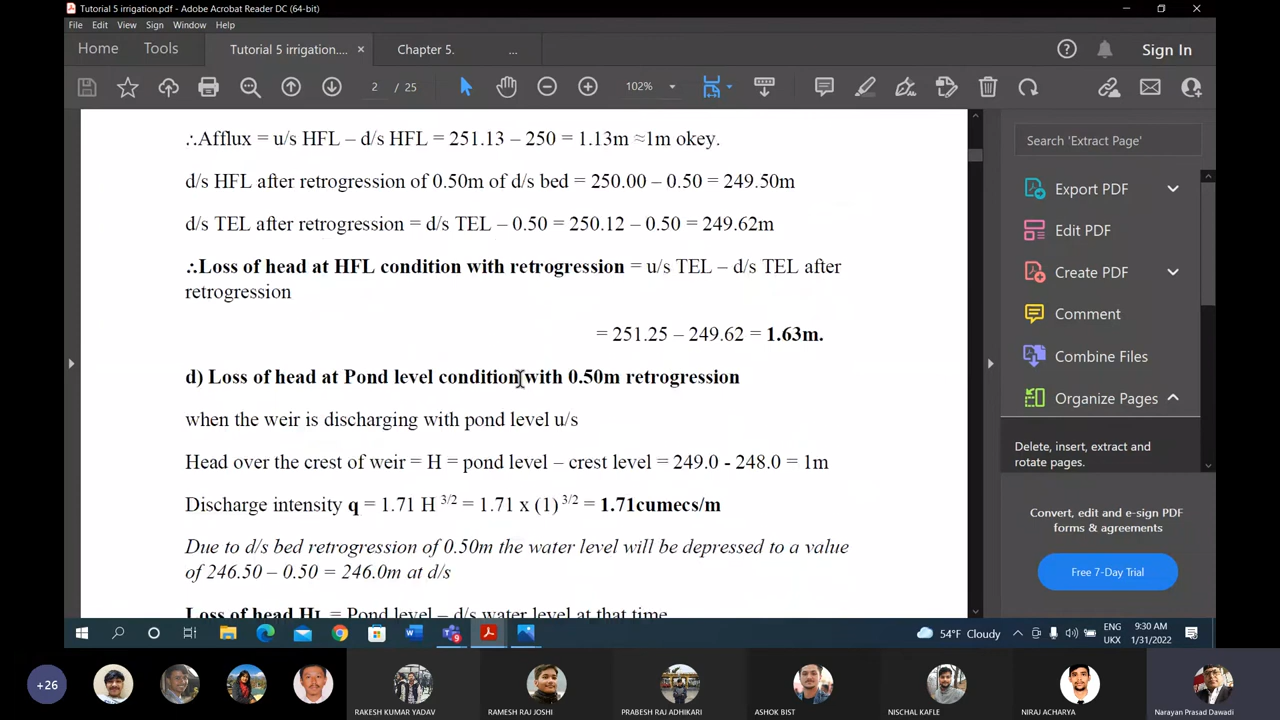 Tutorial 5 irrigation.pdf - Adobe Acrobat Reader DC (64-bit)
File Edit View Sign Window Help
Home Tools Tutorial 5 irrigation.... × Chapter 5. ... Sign In
2 / 25 102%
∴Afflux = u/s HFL – d/s HFL = 251.13 – 250 = 1.13m ≈1m okey.
d/s HFL after retrogression of 0.50m of d/s bed = 250.00 – 0.50 = 249.50m
d/s TEL after retrogression = d/s TEL – 0.50 = 250.12 – 0.50 = 249.62m
∴Loss of head at HFL condition with retrogression = u/s TEL – d/s TEL after
retrogression
= 251.25 – 249.62 = 1.63m.
d) Loss of head at Pond level condition with 0.50m retrogression
when the weir is discharging with pond level u/s
Head over the crest of weir = H = pond level – crest level = 249.0 - 248.0 = 1m
Discharge intensity q = 1.71 H 3/2 = 1.71 x (1) 3/2 = 1.71cumecs/m
Due to d/s bed retrogression of 0.50m the water level will be depressed to a value
of 246.50 – 0.50 = 246.0m at d/s
Loss of head HL = Pond level – d/s water level at that time
Search 'Extract Page'
Export PDF
Edit PDF
Create PDF
Comment
Combine Files
Organize Pages
Delete, insert, extract and
rotate pages.
Convert, edit and e-sign PDF
forms & agreements
Free 7-Day Trial
54°F Cloudy
ENG
UKX
9:30 AM
1/31/2022
+26
RAKESH KUMAR YADAV
RAMESH RAJ JOSHI
PRABESH RAJ ADHIKARI
ASHOK BIST
NISCHAL KAFLE
NIRAJ ACHARYA
Narayan Prasad Dawadi